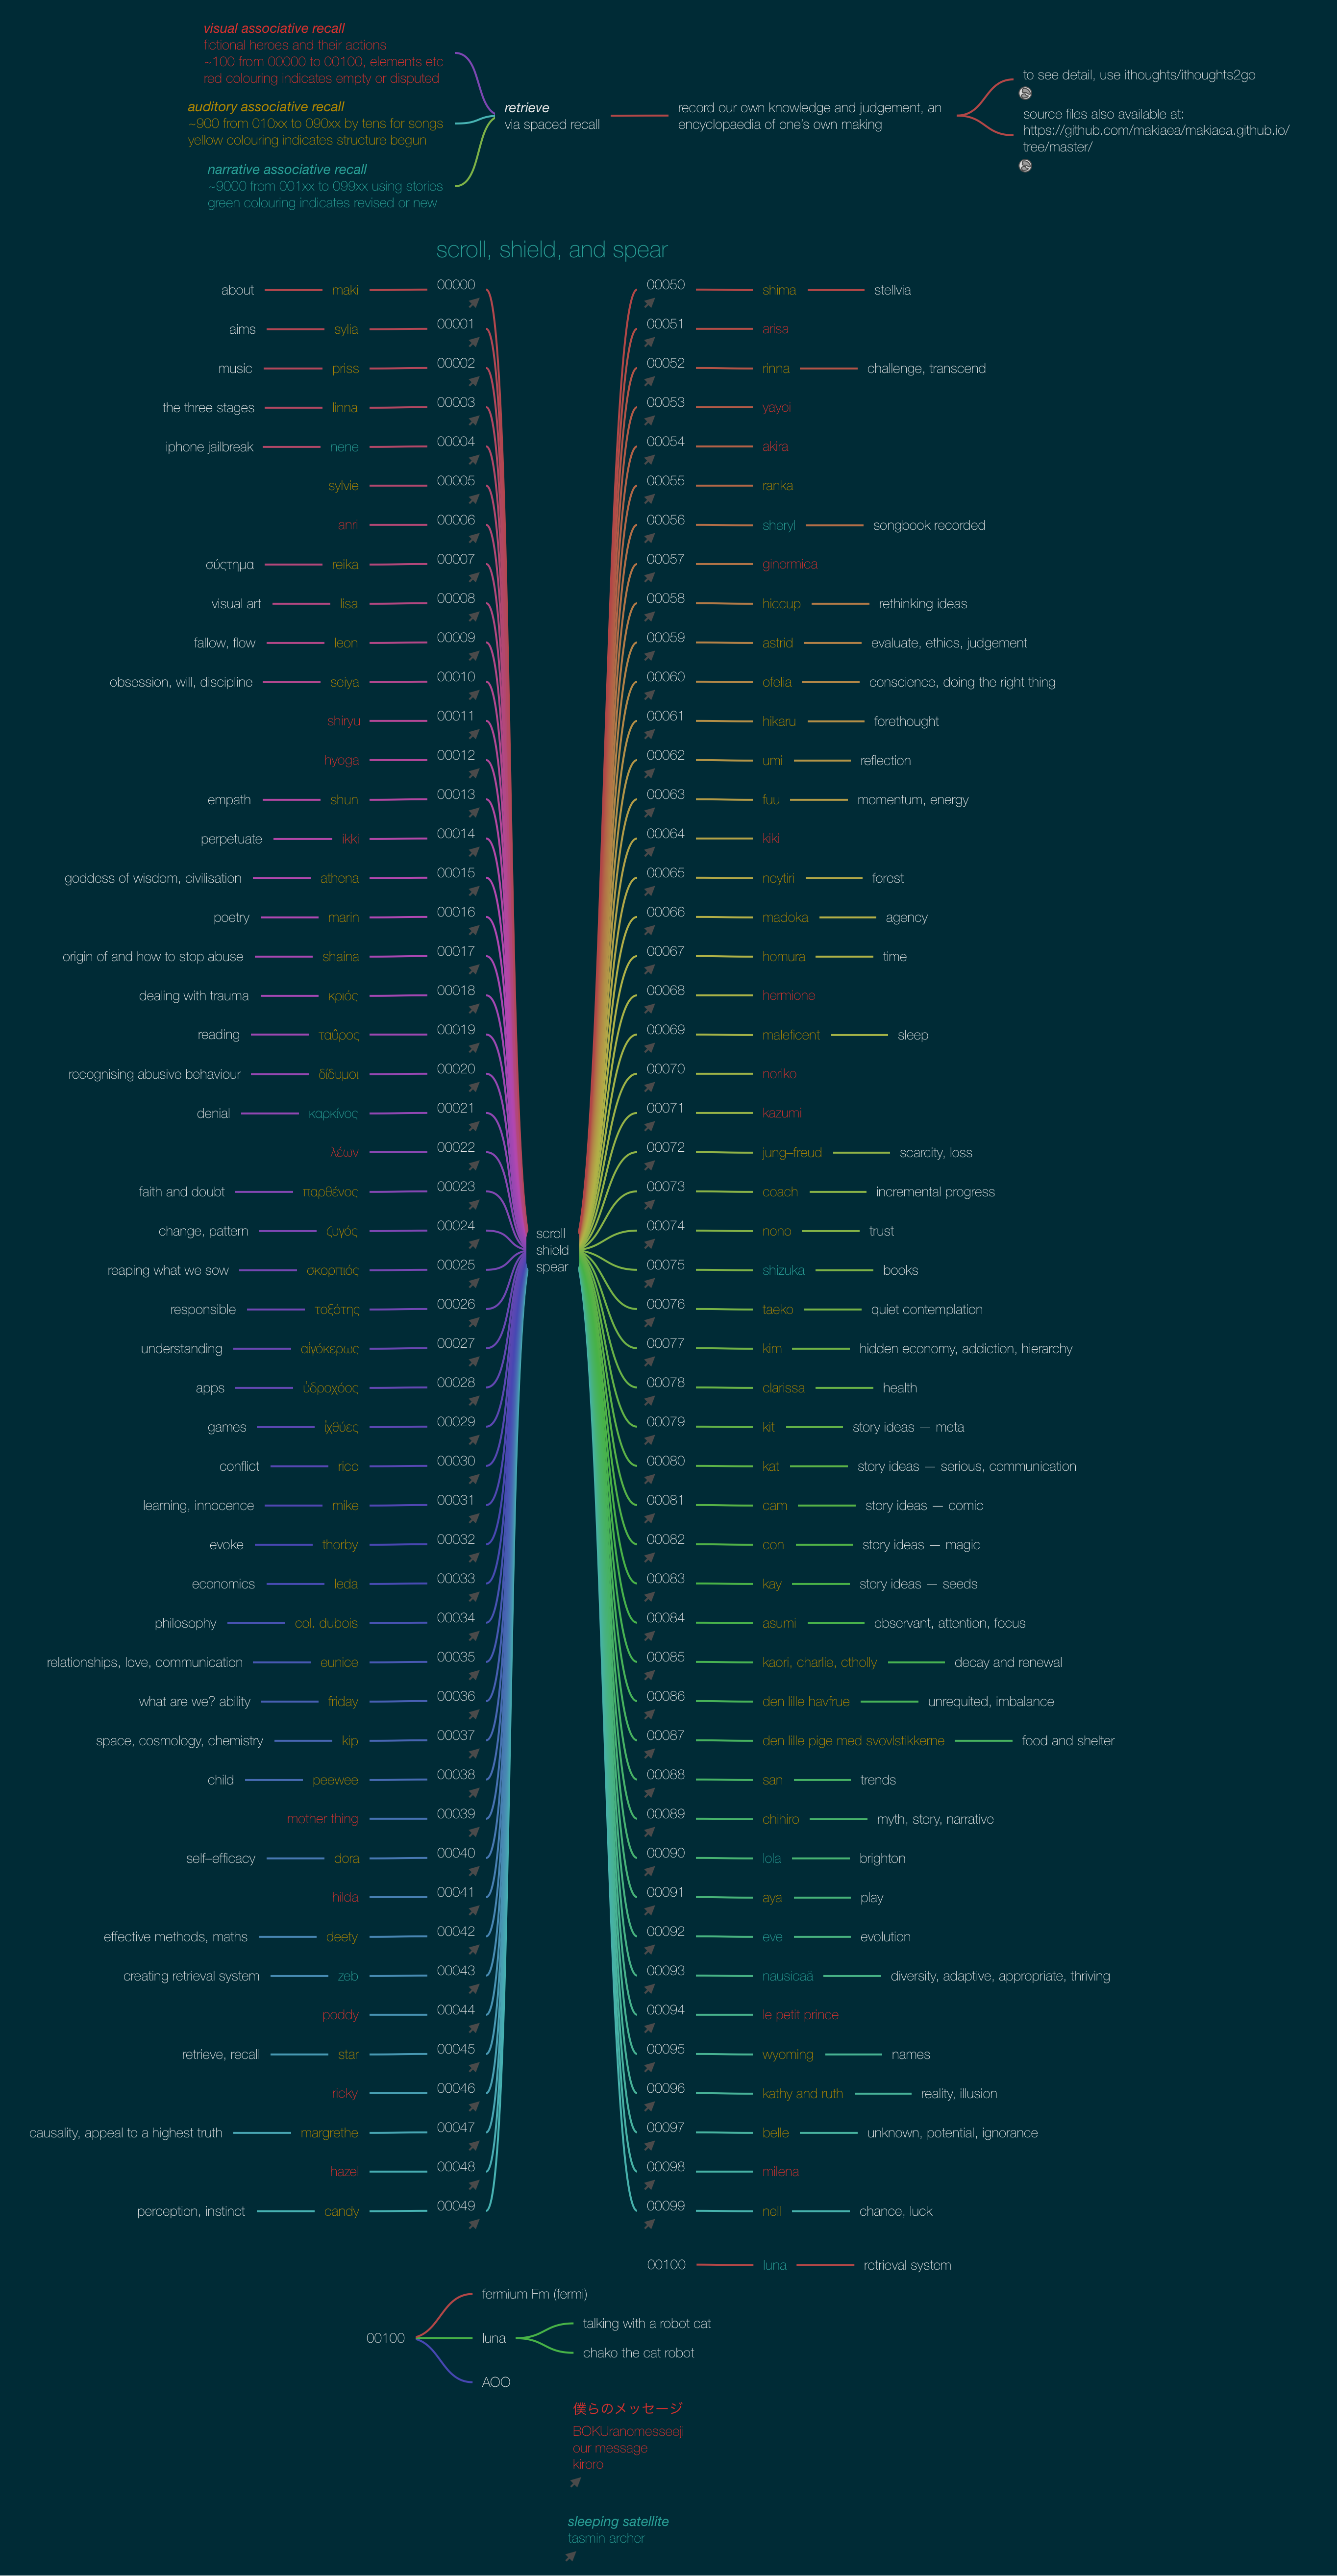 visual associative recall
fictional heroes and their actions
~100 from 00000 to 00100, elements etc
red colouring indicates empty or disputed
auditory associative recall
~900 from 010xx to 090xx by tens for songs
yellow colouring indicates structure begun
narrative associative recall
~9000 from 001xx to 099xx using stories
green colouring indicates revised or new
retrieve
via spaced recall
record our own knowledge and judgement, an
encyclopaedia of one's own making
to see detail, use ithoughts/ithoughts2go
source files also available at:
https://github.com/makiaea/makiaea.github.io/
tree/master/
scroll, shield, and spear
about maki 00000
aims sylia 00001
music priss 00002
the three stages linna 00003
iphone jailbreak nene 00004
sylvie 00005
anri 00006
σύςτημα reika 00007
visual art lisa 00008
fallow, flow leon 00009
obsession, will, discipline seiya 00010
shiryu 00011
hyoga 00012
empath shun 00013
perpetuate ikki 00014
goddess of wisdom, civilisation athena 00015
poetry marin 00016
origin of and how to stop abuse shaina 00017
dealing with trauma κριός 00018
reading ταῦρος 00019
recognising abusive behaviour δίδυμοι 00020
denial καρκίνος 00021
λέων 00022
faith and doubt παρθένος 00023
change, pattern ζυγός 00024
reaping what we sow σκορπιός 00025
responsible τοξότης 00026
understanding αἰγόκερως 00027
apps ὑδροχόος 00028
games ἰχθύες 00029
conflict rico 00030
learning, innocence mike 00031
evoke thorby 00032
economics leda 00033
philosophy col. dubois 00034
relationships, love, communication eunice 00035
what are we? ability friday 00036
space, cosmology, chemistry kip 00037
child peewee 00038
mother thing 00039
self–efficacy dora 00040
hilda 00041
effective methods, maths deety 00042
creating retrieval system zeb 00043
poddy 00044
retrieve, recall star 00045
ricky 00046
causality, appeal to a highest truth margrethe 00047
hazel 00048
perception, instinct candy 00049
scroll
shield
spear
00050 shima stellvia
00051 arisa
00052 rinna challenge, transcend
00053 yayoi
00054 akira
00055 ranka
00056 sheryl songbook recorded
00057 ginormica
00058 hiccup rethinking ideas
00059 astrid evaluate, ethics, judgement
00060 ofelia conscience, doing the right thing
00061 hikaru forethought
00062 umi reflection
00063 fuu momentum, energy
00064 kiki
00065 neytiri forest
00066 madoka agency
00067 homura time
00068 hermione
00069 maleficent sleep
00070 noriko
00071 kazumi
00072 jung–freud scarcity, loss
00073 coach incremental progress
00074 nono trust
00075 shizuka books
00076 taeko quiet contemplation
00077 kim hidden economy, addiction, hierarchy
00078 clarissa health
00079 kit story ideas — meta
00080 kat story ideas — serious, communication
00081 cam story ideas — comic
00082 con story ideas — magic
00083 kay story ideas — seeds
00084 asumi observant, attention, focus
00085 kaori, charlie, ctholly decay and renewal
00086 den lille havfrue unrequited, imbalance
00087 den lille pige med svovlstikkerne food and shelter
00088 san trends
00089 chihiro myth, story, narrative
00090 lola brighton
00091 aya play
00092 eve evolution
00093 nausicaä diversity, adaptive, appropriate, thriving
00094 le petit prince
00095 wyoming names
00096 kathy and ruth reality, illusion
00097 belle unknown, potential, ignorance
00098 milena
00099 nell chance, luck
00100 luna retrieval system
fermium Fm (fermi)
talking with a robot cat
00100 luna
chako the cat robot
AOO
僕らのメッセージ
BOKUranomesseeji
our message
kiroro
sleeping satellite
tasmin archer